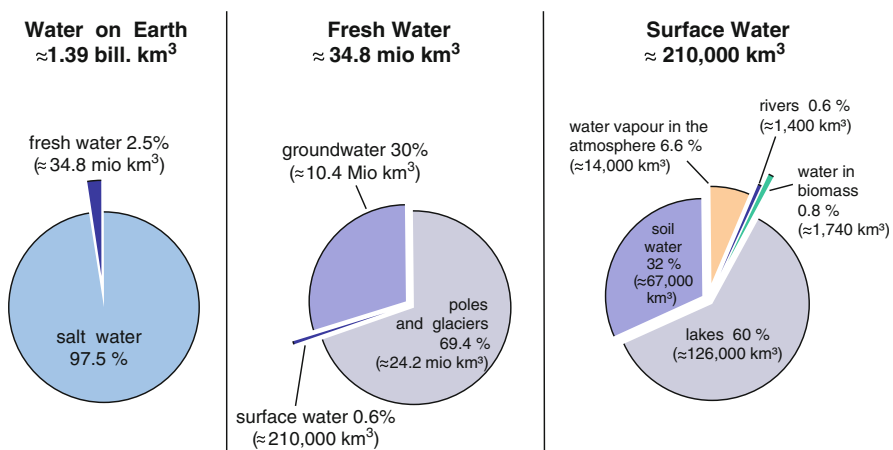 Water on Earth
≈1.39 bill. km³
fresh water 2.5%
(≈34.8 mio km³)
salt water
97.5 %
Fresh Water
≈ 34.8 mio km³
groundwater 30%
(≈10.4 Mio km³)
poles
and glaciers
69.4 %
(≈24.2 mio km³)
surface water 0.6%
(≈210,000 km³)
Surface Water
≈ 210,000 km³
water vapour in the
atmosphere 6.6 %
(≈14,000 km³)
rivers 0.6 %
(≈1,400 km³)
water in
biomass
0.8 %
(≈1,740 km³)
soil
water
32 %
(≈67,000
km³)
lakes 60 %
(≈126,000 km³)